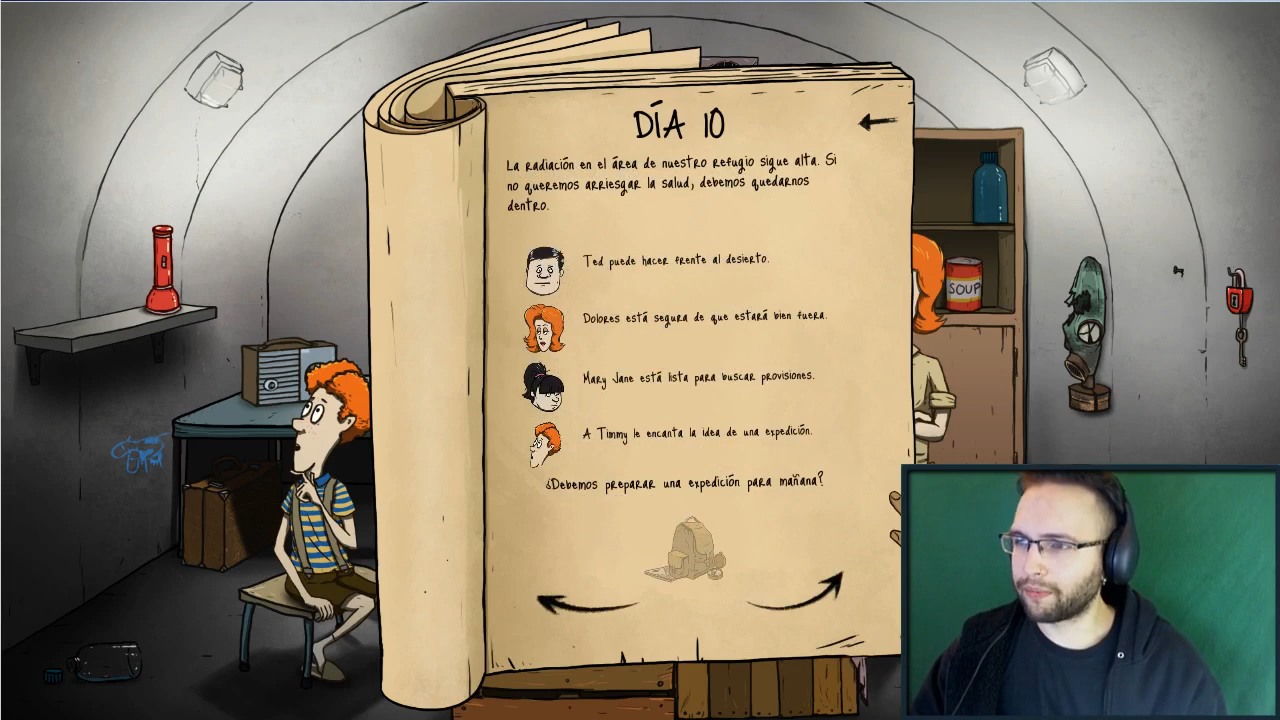 DÍA 10
La radiación en el área de nuestro refugio sigue alta. Si
no queremos arriesgar la salud, debemos quedarnos
dentro.
Ted puede hacer frente al desierto.
Dolores está segura de que estará bien fuera.
Mary Jane está lista para buscar provisiones.
A Timmy le encanta la idea de una expedición.
¿Debemos preparar una expedición para mañana?
SOUP